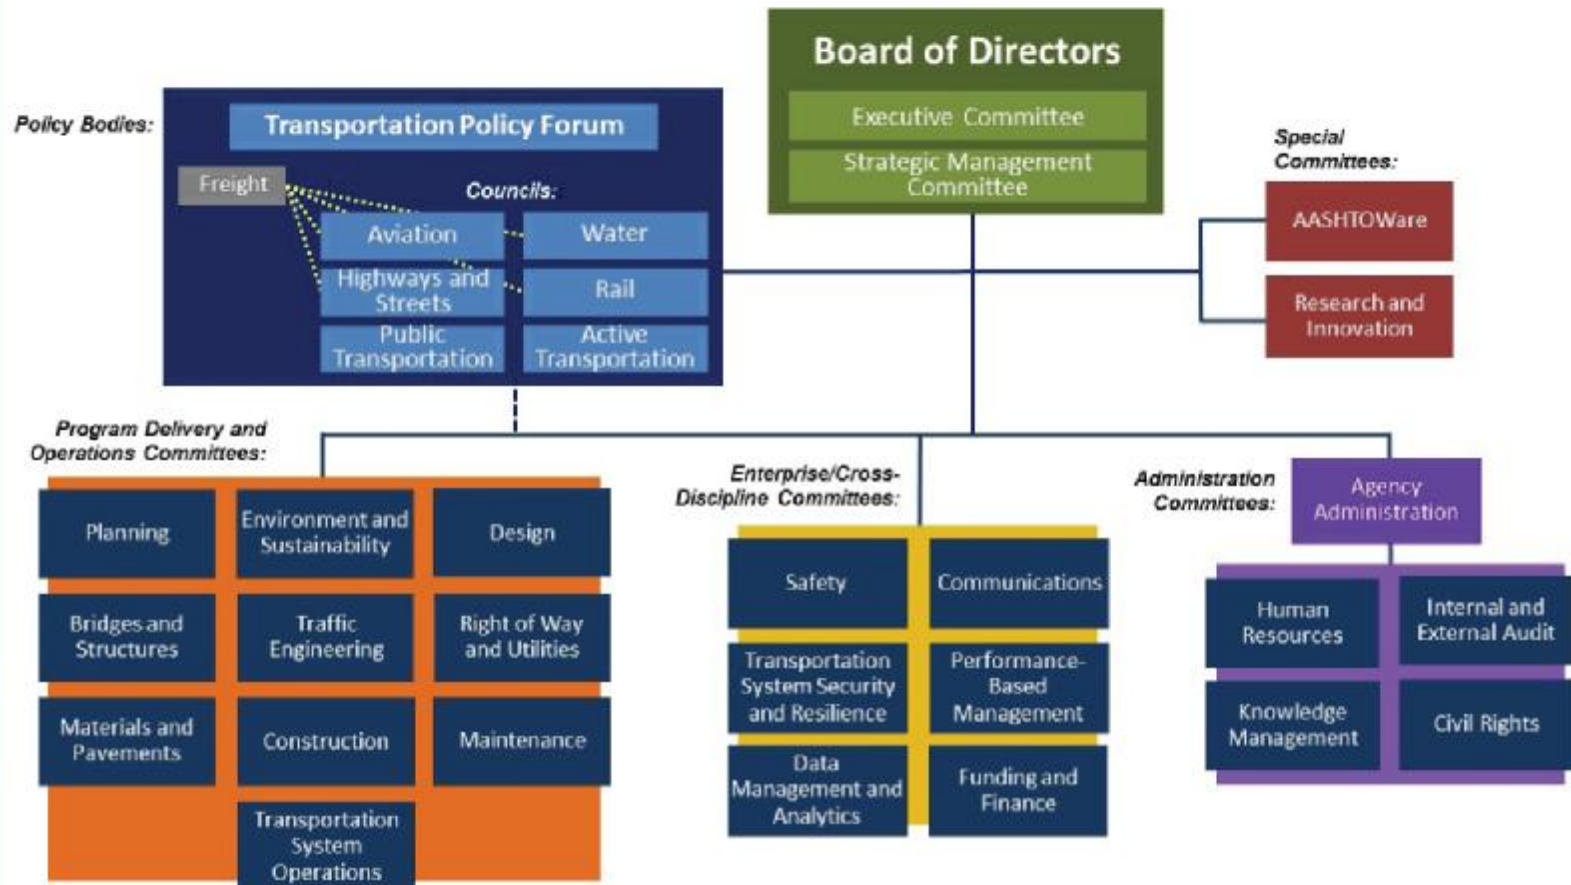 Board of Directors
Executive Committee
Strategic Management
Committee
Policy Bodies:
Transportation Policy Forum
Freight
Councils:
Aviation
Water
Highways and
Streets
Rail
Public
Transportation
Active
Transportation
Special
Committees:
AASHTOWare
Research and
Innovation
Program Delivery and
Operations Committees:
Planning
Environment and
Sustainability
Design
Bridges and
Structures
Traffic
Engineering
Right of Way
and Utilities
Materials and
Pavements
Construction
Maintenance
Transportation
System
Operations
Enterprise/Cross-
Discipline Committees:
Safety
Communications
Transportation
System Security
and Resilience
Performance-
Based
Management
Data
Management and
Analytics
Funding and
Finance
Administration
Committees:
Agency
Administration
Human
Resources
Internal and
External Audit
Knowledge
Management
Civil Rights